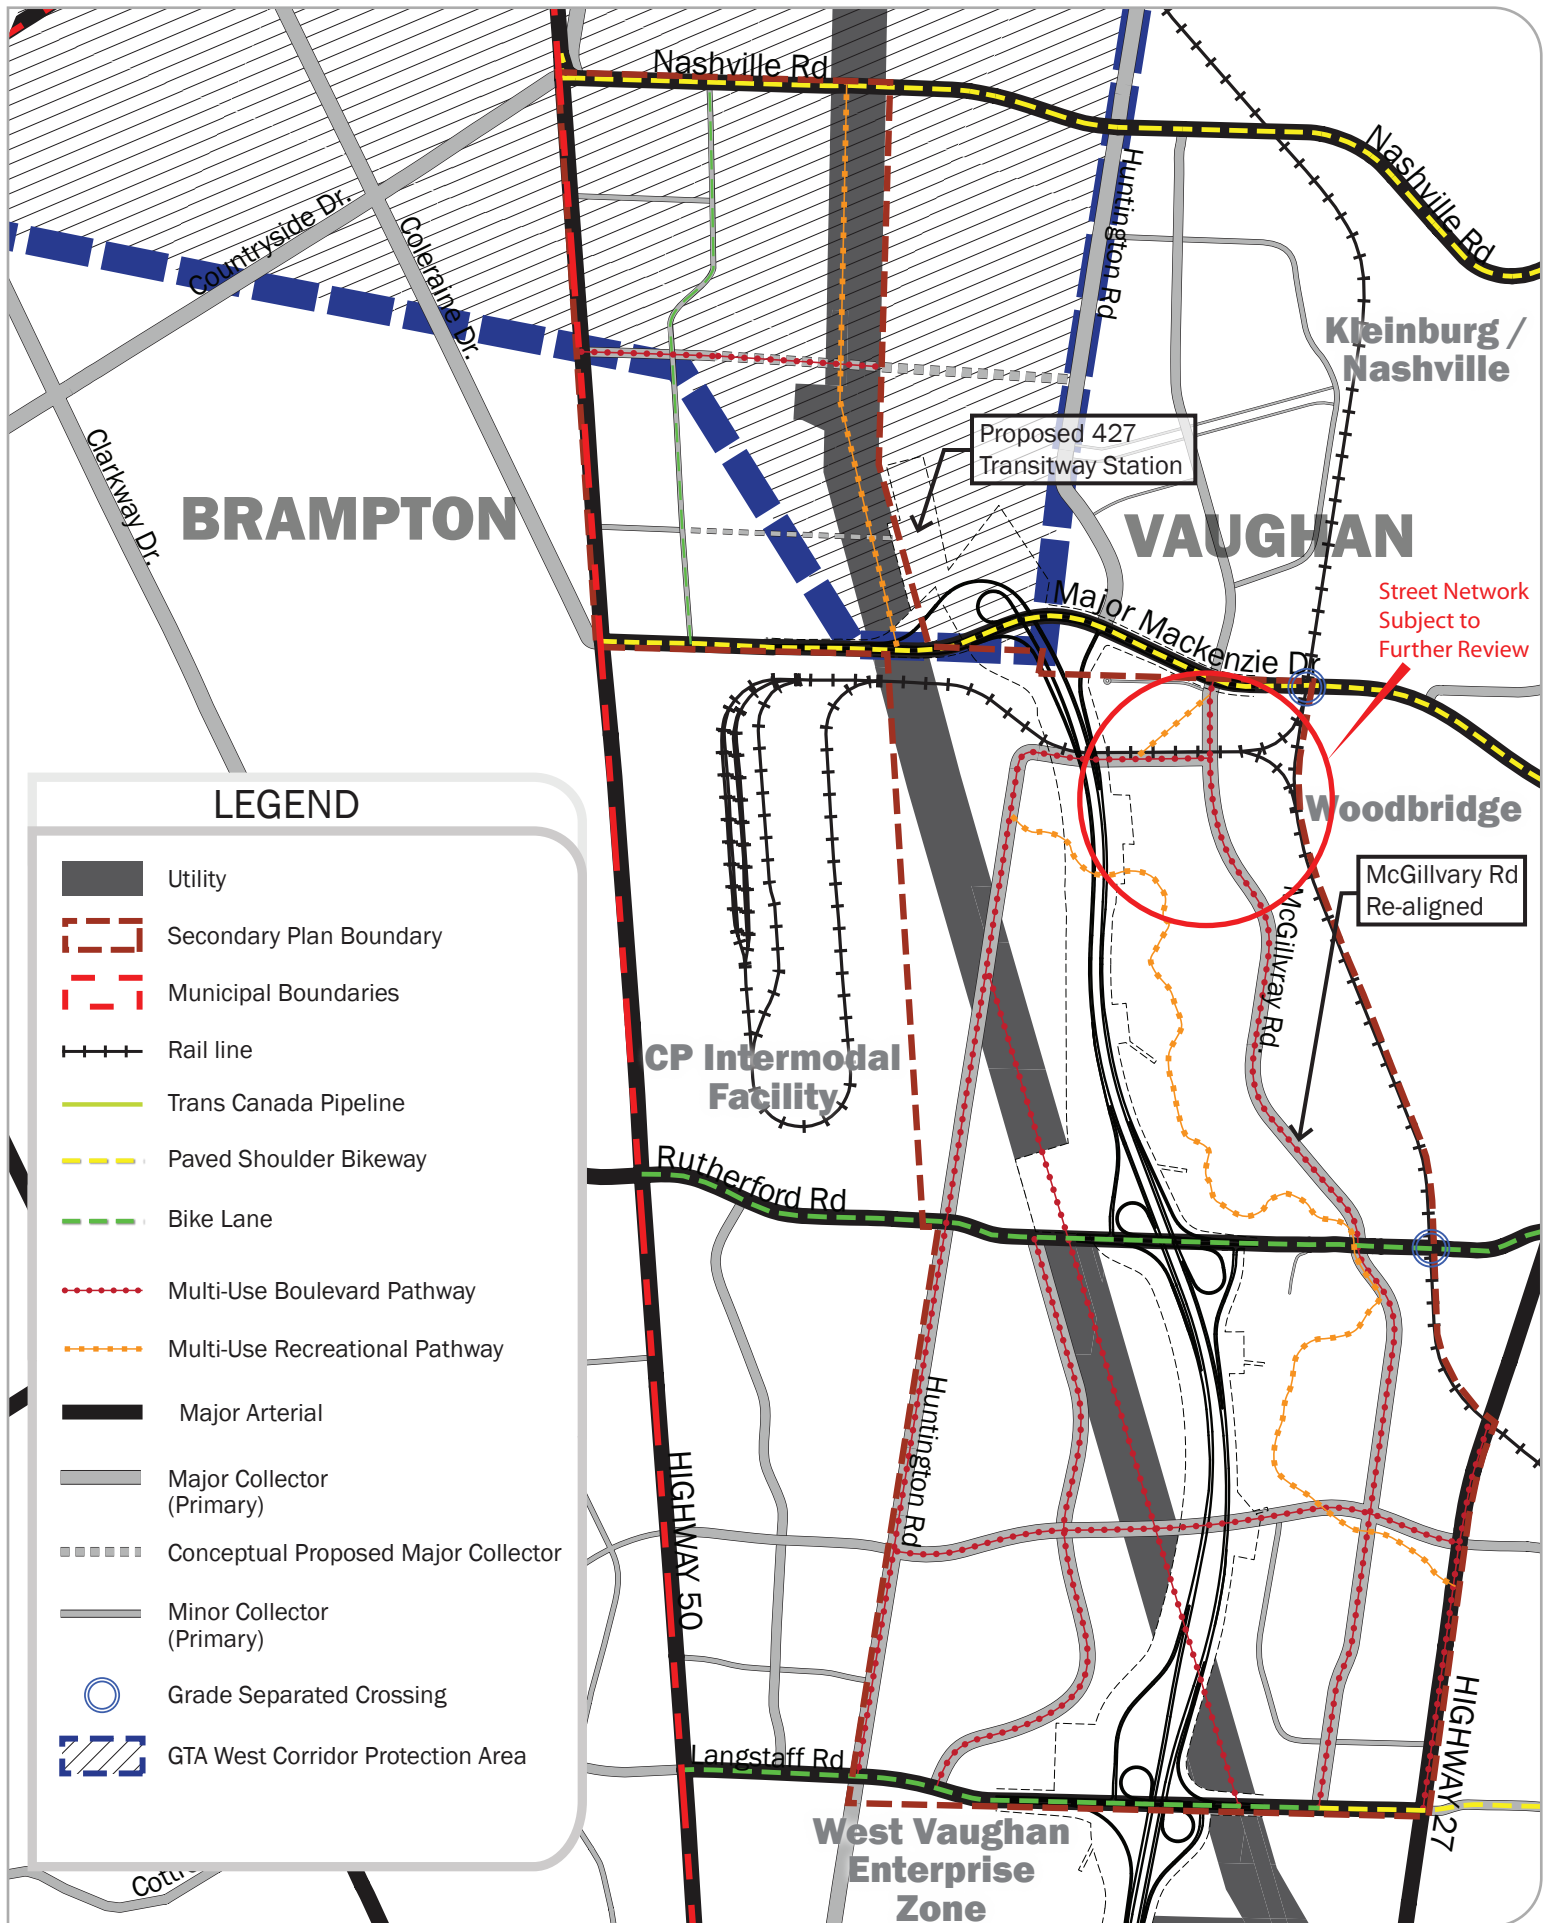 Nashville Rd
Nashville Rd
Huntington Rd
Countryside Dr.
Coleraine Dr.
Kleinburg /
Nashville
Proposed 427
Transitway Station
Clarkway Dr.
BRAMPTON
VAUGHAN
Major Mackenzie Dr
Street Network
Subject to
Further Review
Woodbridge
McGillvary Rd
Re-aligned
McGillvray Rd.
CP Intermodal
Facility
Rutherford Rd
Huntington Rd
HIGHWAY 50
Langstaff Rd
HIGHWAY 27
West Vaughan
Enterprise
Zone
LEGEND
Utility
Secondary Plan Boundary
Municipal Boundaries
Rail line
Trans Canada Pipeline
Paved Shoulder Bikeway
Bike Lane
Multi-Use Boulevard Pathway
Multi-Use Recreational Pathway
Major Arterial
Major Collector
(Primary)
Conceptual Proposed Major Collector
Minor Collector
(Primary)
Grade Separated Crossing
GTA West Corridor Protection Area